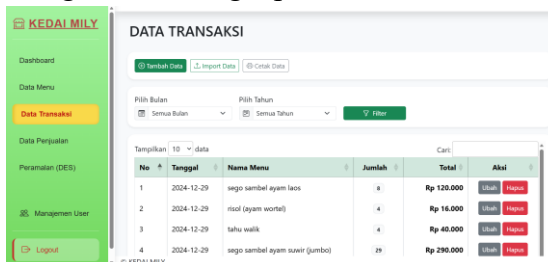 KEDAI MILY
Dashboard
Data Menu
Data Transaksi
Data Penjualan
Peramalan (DES)
Manajemen User
Logout
DATA TRANSAKSI
Tambah Data Import Data Cetak Data
Pilih Bulan Pilih Tahun
Semua Bulan Semua Tahun Filter
Tampilkan 10 data Cari:
No Tanggal Nama Menu Jumlah Total Aksi
1 2024-12-29 sego sambel ayam laos 8 Rp 120.000 Ubah Hapus
2 2024-12-29 risol (ayam wortel) 4 Rp 16.000 Ubah Hapus
3 2024-12-29 tahu walik 4 Rp 40.000 Ubah Hapus
4 2024-12-29 sego sambel ayam suwir (jumbo) 29 Rp 290.000 Ubah Hapus
© KEDAI MILY